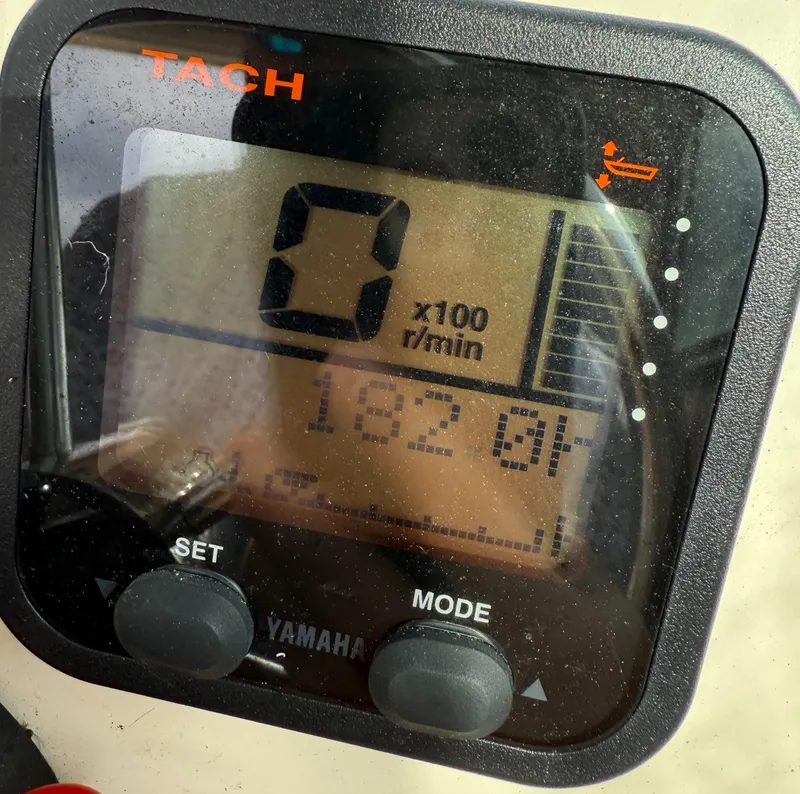 TACH
0
x100
r/min
182.0h
SET
MODE
YAMAHA